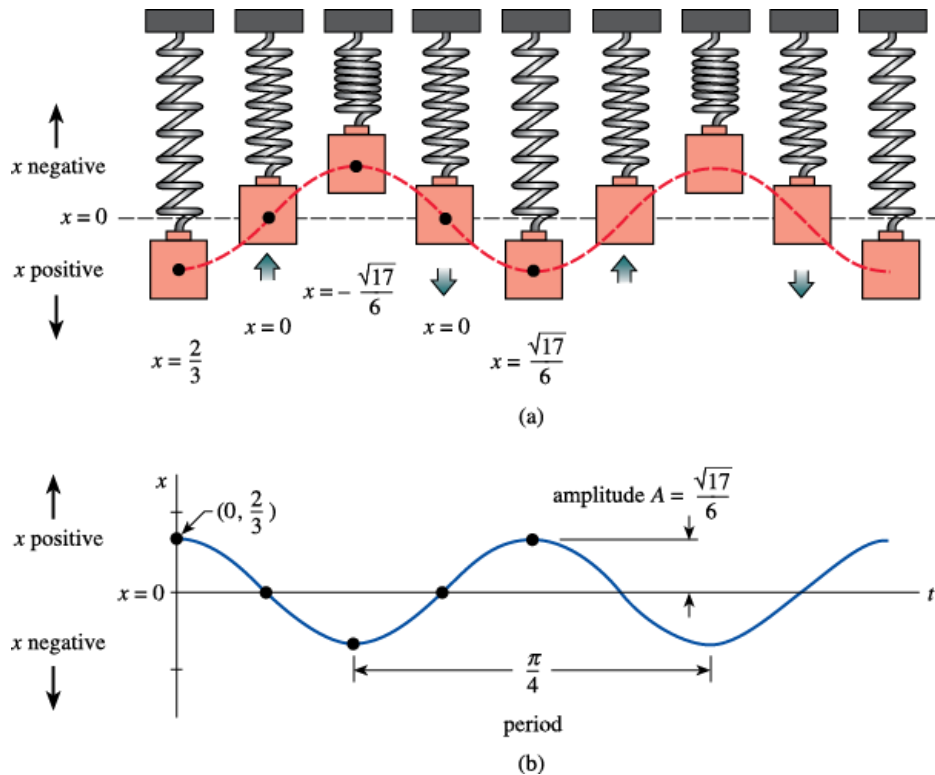 x negative
x = 0
x positive
x = 2/3
x = 0
x = - √17/6
x = 0
x = √17/6
(a)
x
(0, 2/3)
amplitude A = √17/6
x positive
x = 0
t
x negative
π/4
period
(b)